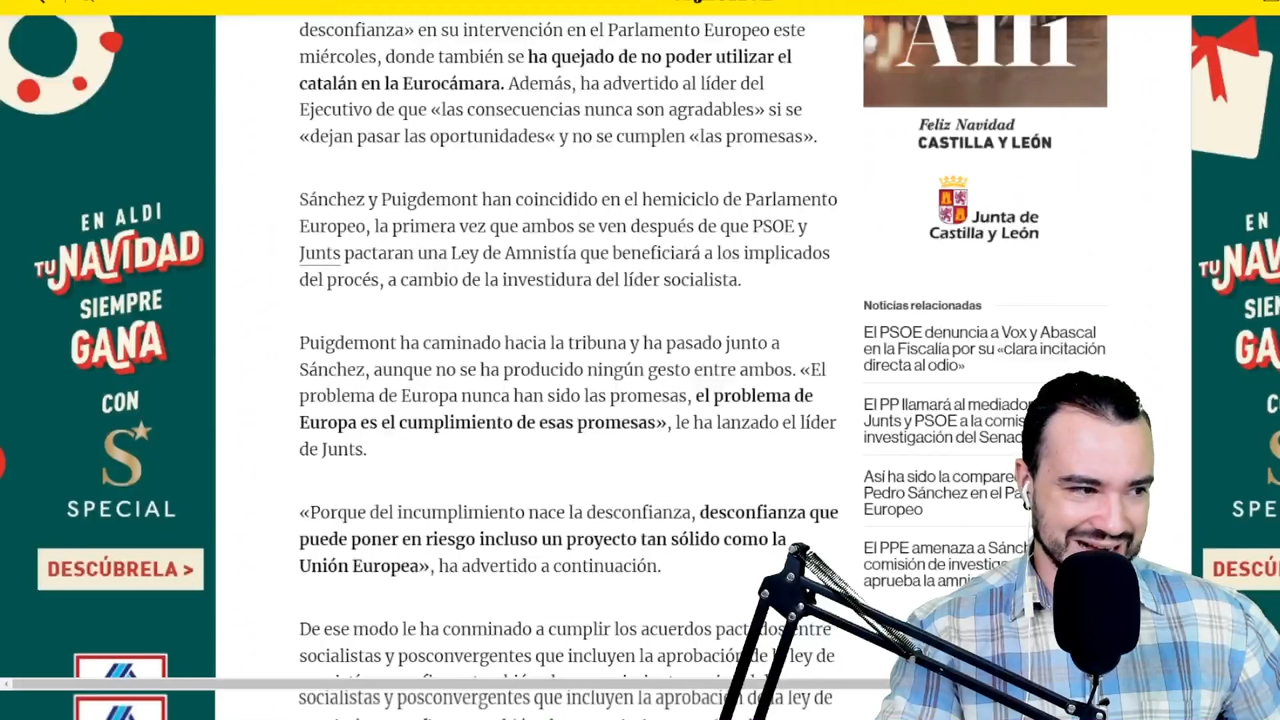 desconfianza» en su intervención en el Parlamento Europeo este
miércoles, donde también se ha quejado de no poder utilizar el
catalán en la Eurocámara. Además, ha advertido al líder del
Ejecutivo de que «las consecuencias nunca son agradables» si se
«dejan pasar las oportunidades« y no se cumplen «las promesas».
Sánchez y Puigdemont han coincidido en el hemiciclo de Parlamento
Europeo, la primera vez que ambos se ven después de que PSOE y
Junts pactaran una Ley de Amnistía que beneficiará a los implicados
del procés, a cambio de la investidura del líder socialista.
Puigdemont ha caminado hacia la tribuna y ha pasado junto a
Sánchez, aunque no se ha producido ningún gesto entre ambos. «El
problema de Europa nunca han sido las promesas, el problema de
Europa es el cumplimiento de esas promesas», le ha lanzado el líder
de Junts.
«Porque del incumplimiento nace la desconfianza, desconfianza que
puede poner en riesgo incluso un proyecto tan sólido como la
Unión Europea», ha advertido a continuación.
De ese modo le ha conminado a cumplir los acuerdos pactados entre
socialistas y posconvergentes que incluyen la aprobación de la ley de
socialistas y posconvergentes que incluyen la aprobación de la ley de
EN ALDI
TU NAVIDAD
SIEMPRE
GANA
CON
S
SPECIAL
DESCÚBRELA >
Feliz Navidad
CASTILLA Y LEÓN
Junta de
Castilla y León
Noticias relacionadas
El PSOE denuncia a Vox y Abascal
en la Fiscalía por su «clara incitación
directa al odio»
El PP llamará al mediador
Junts y PSOE a la
investigación del
Así ha sido la
Pedro Sánchez en el
Europeo
El PPE amenaza a
comisión de
aprueba la
EN
TU